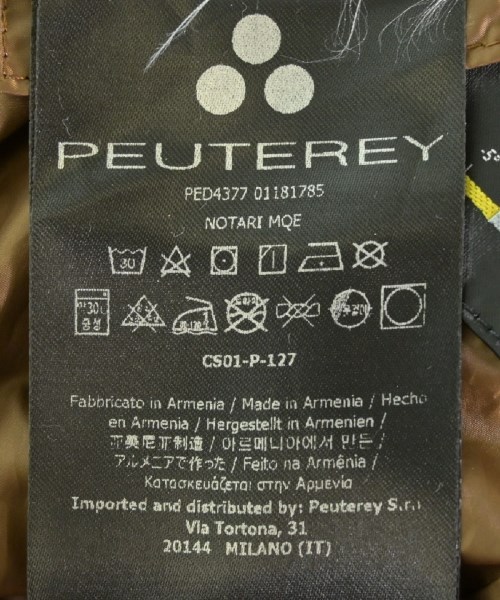 PEUTEREY
PED4377 01181785
NOTARI MQE
30
중성
CS01-P-127
Fabbricato in Armenia / Made in Armenia / Hecho
en Armenia / Hergestellt in Armenien /
亚美尼亚制造 / 아르메니아에서 만든 /
アルメニアで作った / Feito na Armênia /
Κατασκευάζεται στην Αρμενία
Imported and distributed by: Peuterey S.r.l
Via Tortona, 31
20144 MILANO (IT)